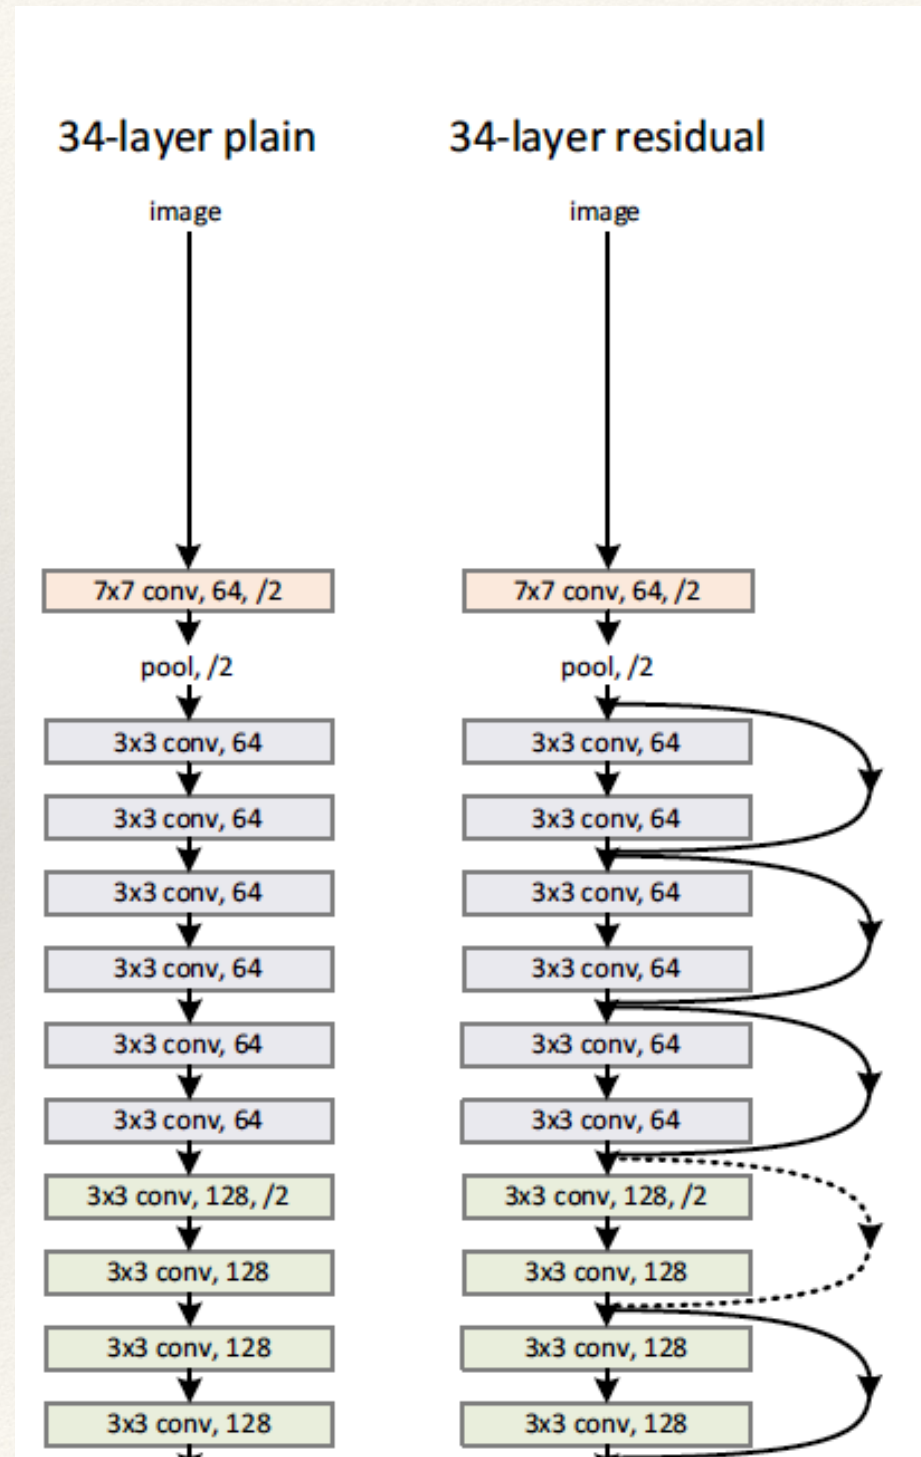 34-layer plain
image
7x7 conv, 64, /2
pool, /2
3x3 conv, 64
3x3 conv, 64
3x3 conv, 64
3x3 conv, 64
3x3 conv, 64
3x3 conv, 64
3x3 conv, 128, /2
3x3 conv, 128
3x3 conv, 128
3x3 conv, 128
34-layer residual
image
7x7 conv, 64, /2
pool, /2
3x3 conv, 64
3x3 conv, 64
3x3 conv, 64
3x3 conv, 64
3x3 conv, 64
3x3 conv, 64
3x3 conv, 128, /2
3x3 conv, 128
3x3 conv, 128
3x3 conv, 128